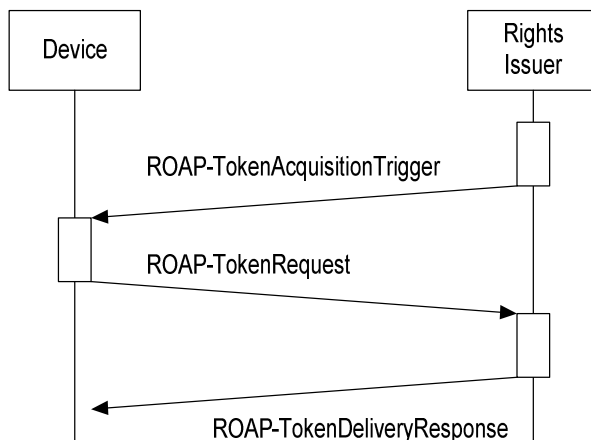 Device
Rights
Issuer
ROAP-TokenAcquisitionTrigger
ROAP-TokenRequest
ROAP-TokenDeliveryResponse